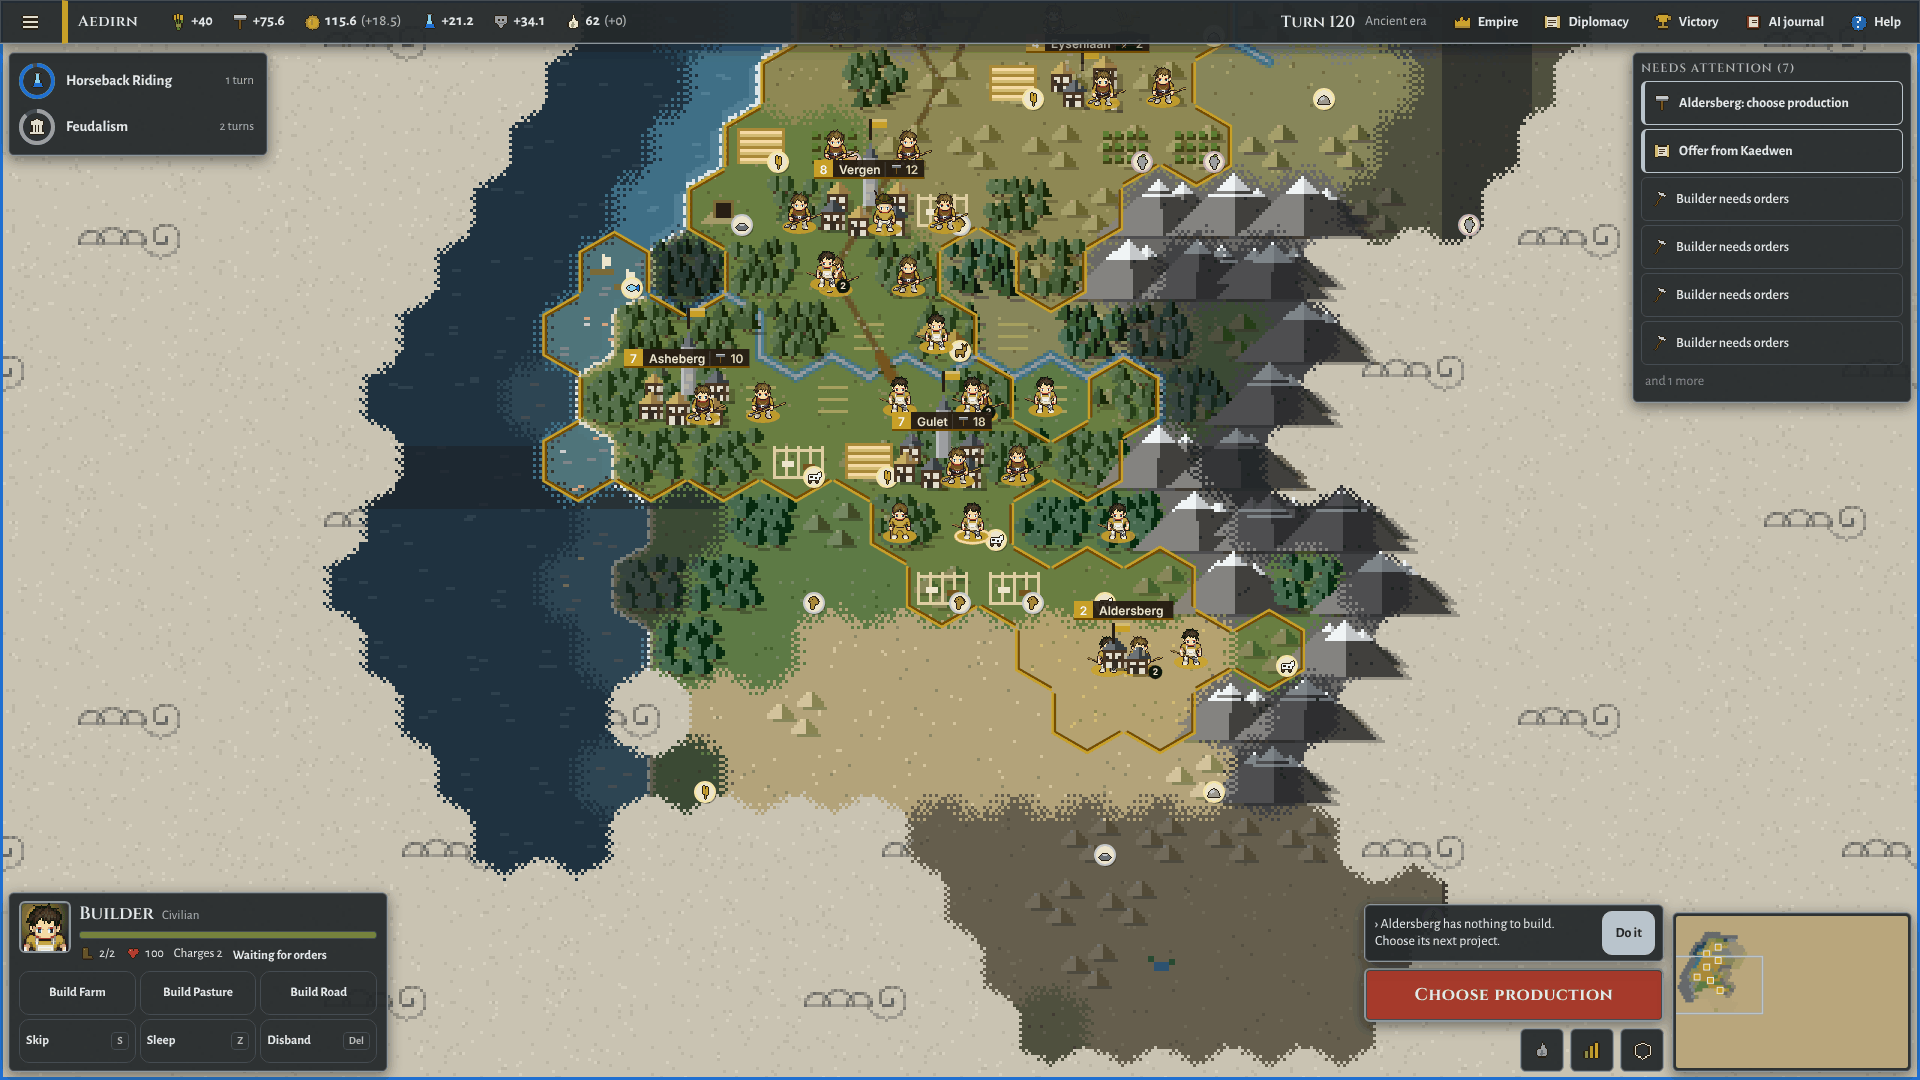 AEDIRN
+40
+75.6
115.6 (+18.5)
+21.2
+34.1
62 (+0)
TURN 120
Ancient era
Empire
Diplomacy
Victory
AI journal
Help
Horseback Riding
1 turn
Feudalism
2 turns
NEEDS ATTENTION (7)
Aldersberg: choose production
Offer from Kaedwen
Builder needs orders
Builder needs orders
Builder needs orders
Builder needs orders
and 1 more
8 Vergen 12
2
7 Asheberg 10
7 Gulet 18
2 Aldersberg
2
BUILDER Civilian
2/2
100
Charges 2
Waiting for orders
Build Farm
Build Pasture
Build Road
Skip S
Sleep Z
Disband Del
› Aldersberg has nothing to build.
Choose its next project.
Do it
CHOOSE PRODUCTION